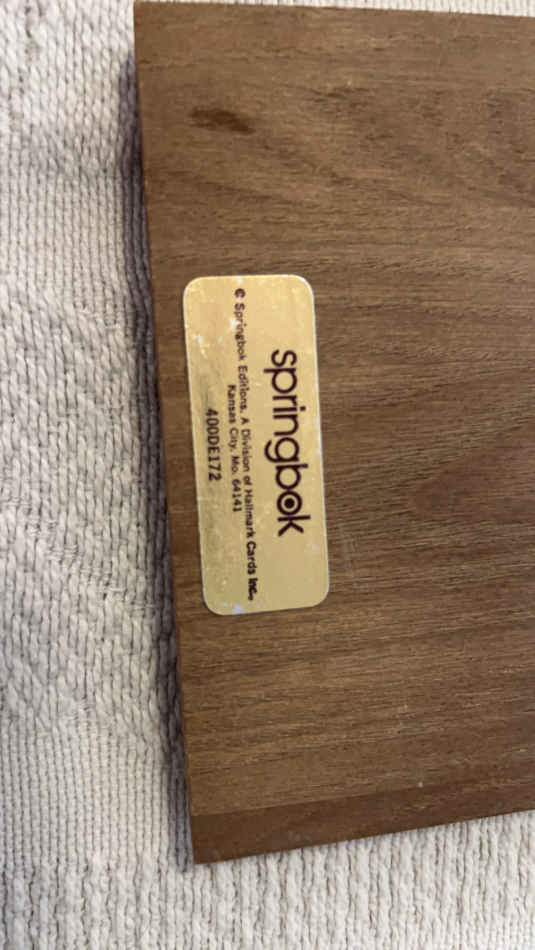 springbok
© Springbok Editions, A Division of Hallmark Cards Inc.,
Kansas City, Mo. 64141
400DE172